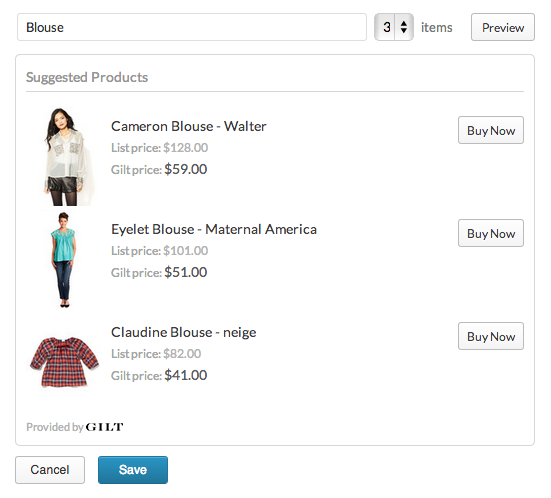 Blouse 3 items Preview
Suggested Products
Cameron Blouse - Walter
List price: $128.00
Gilt price: $59.00
Buy Now
Eyelet Blouse - Maternal America
List price: $101.00
Gilt price: $51.00
Buy Now
Claudine Blouse - neige
List price: $82.00
Gilt price: $41.00
Buy Now
Provided by GILT
Cancel Save